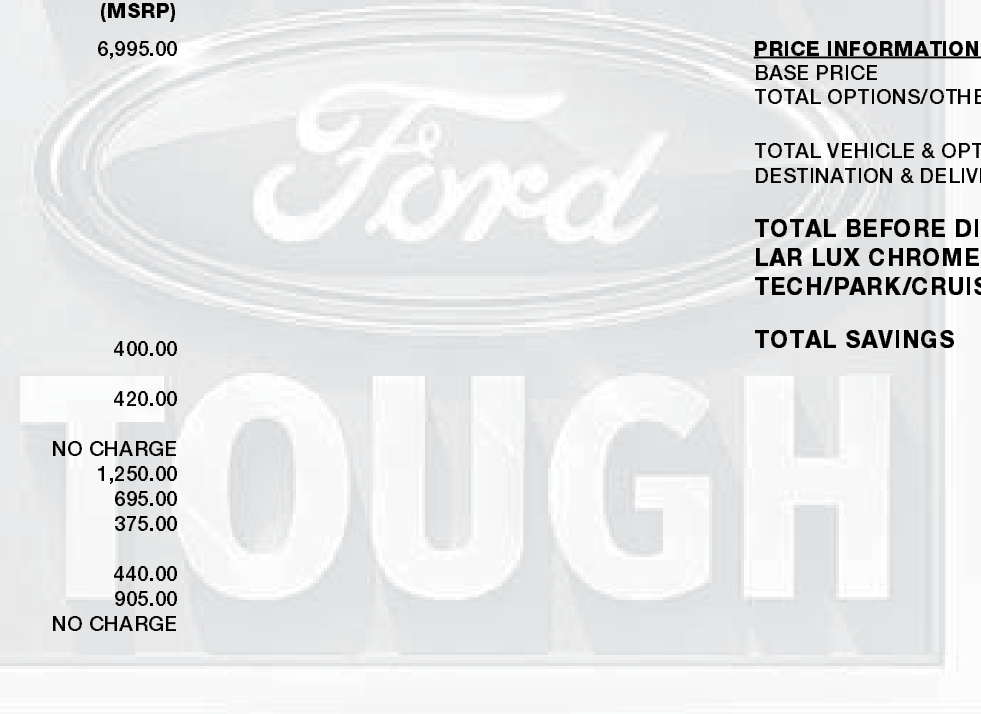 (MSRP)
6,995.00
400.00
420.00
NO CHARGE
1,250.00
695.00
375.00
440.00
905.00
NO CHARGE
PRICE INFORMATION
BASE PRICE
TOTAL OPTIONS/OTHE
TOTAL VEHICLE & OPT
DESTINATION & DELIV
TOTAL BEFORE DI
LAR LUX CHROME
TECH/PARK/CRUIS
TOTAL SAVINGS
Ford
TOUGH